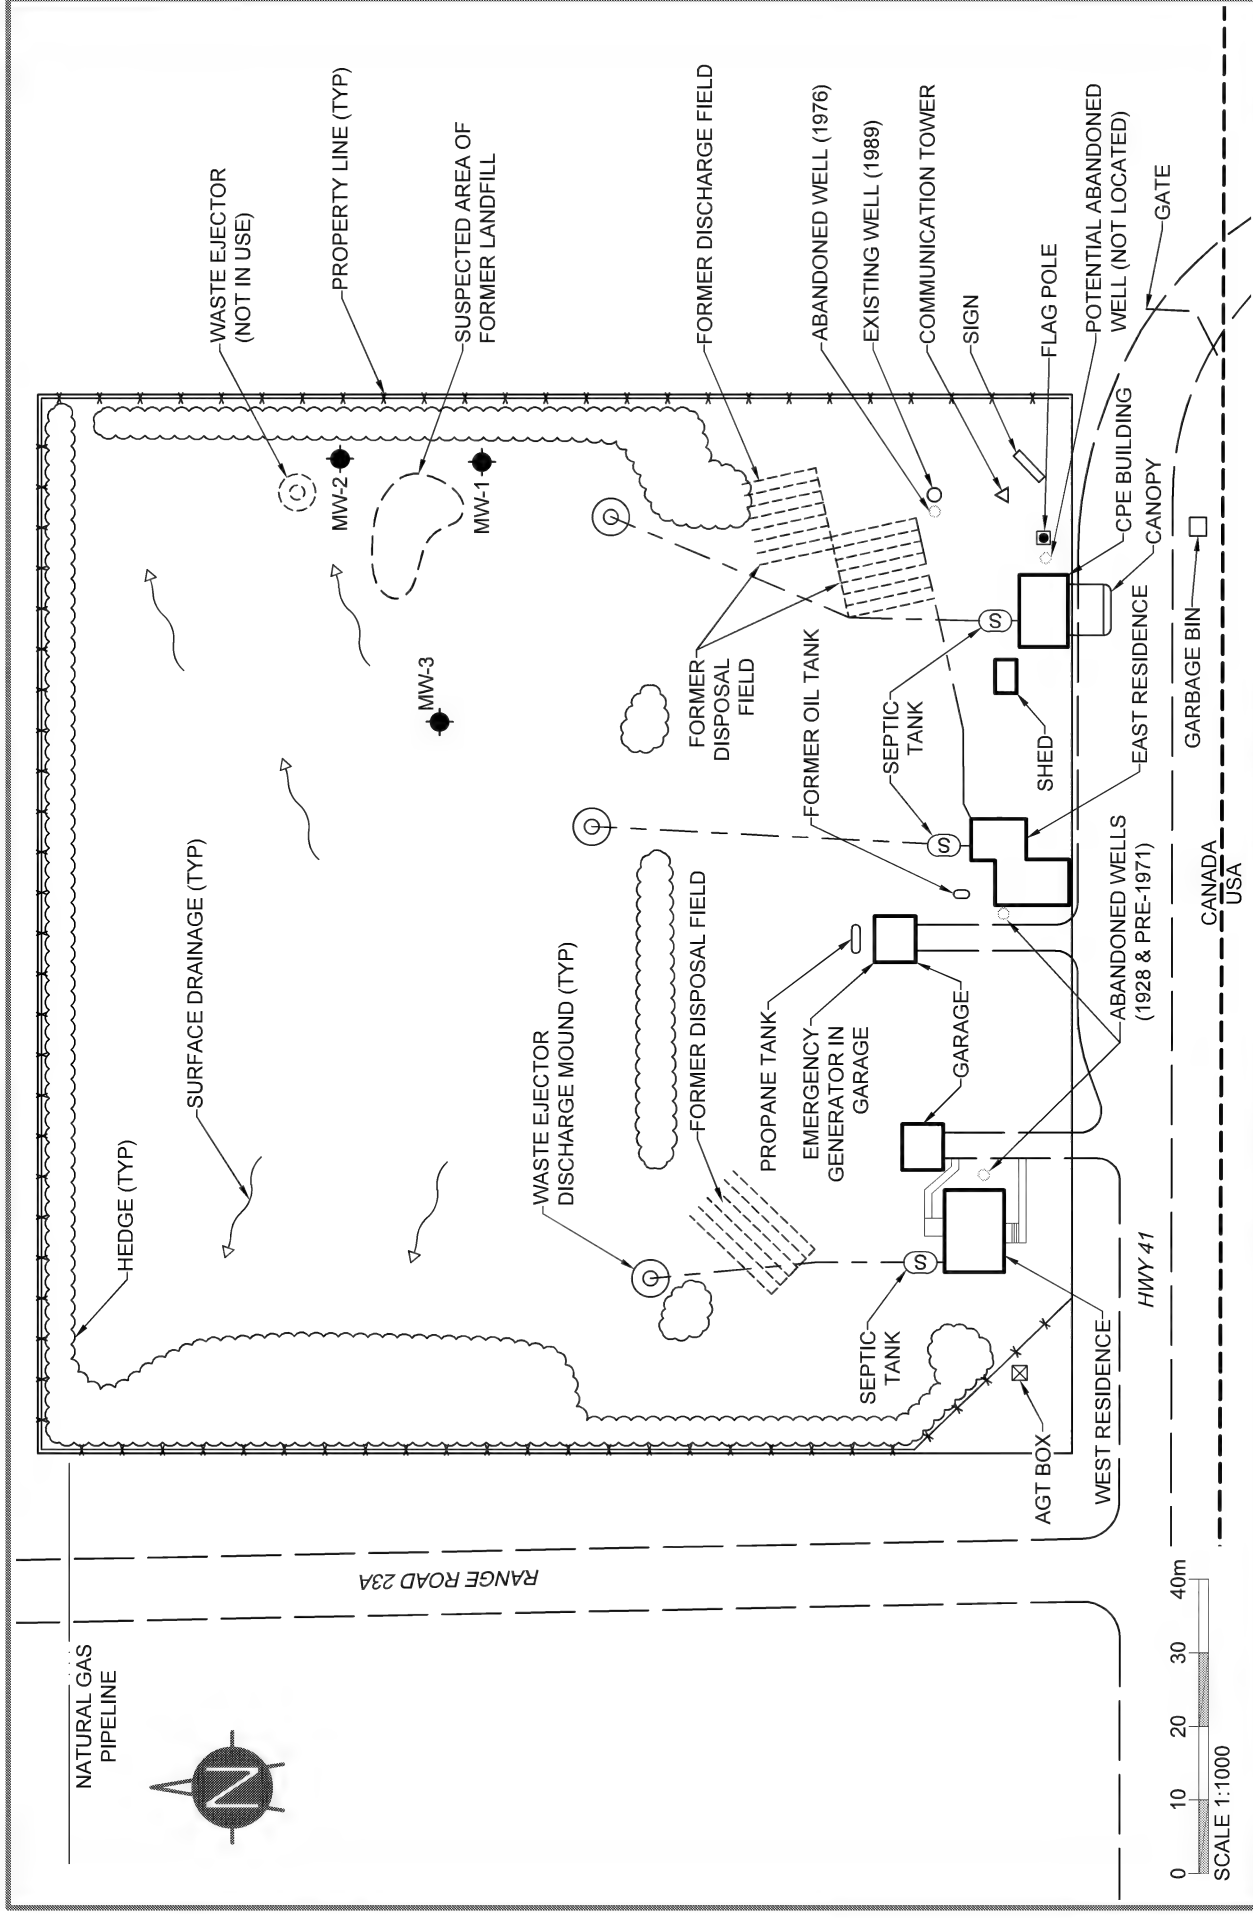 NATURAL GAS
PIPELINE
N
RANGE ROAD 23A
HEDGE (TYP)
SURFACE DRAINAGE (TYP)
WASTE EJECTOR
(NOT IN USE)
PROPERTY LINE (TYP)
SUSPECTED AREA OF
FORMER LANDFILL
MW-2
MW-1
MW-3
WASTE EJECTOR
DISCHARGE MOUND (TYP)
FORMER DISPOSAL FIELD
FORMER
DISPOSAL
FIELD
FORMER DISCHARGE FIELD
ABANDONED WELL (1976)
EXISTING WELL (1989)
COMMUNICATION TOWER
SIGN
FLAG POLE
POTENTIAL ABANDONED
WELL (NOT LOCATED)
GATE
PROPANE TANK
EMERGENCY
GENERATOR IN
GARAGE
FORMER OIL TANK
SEPTIC
TANK
S
S
SHED
GARAGE
SEPTIC
TANK
S
AGT BOX
WEST RESIDENCE
HWY 41
ABANDONED WELLS
(1928 & PRE-1971)
EAST RESIDENCE
CPE BUILDING
CANOPY
GARBAGE BIN
CANADA
USA
0 10 20 30 40m
SCALE 1:1000